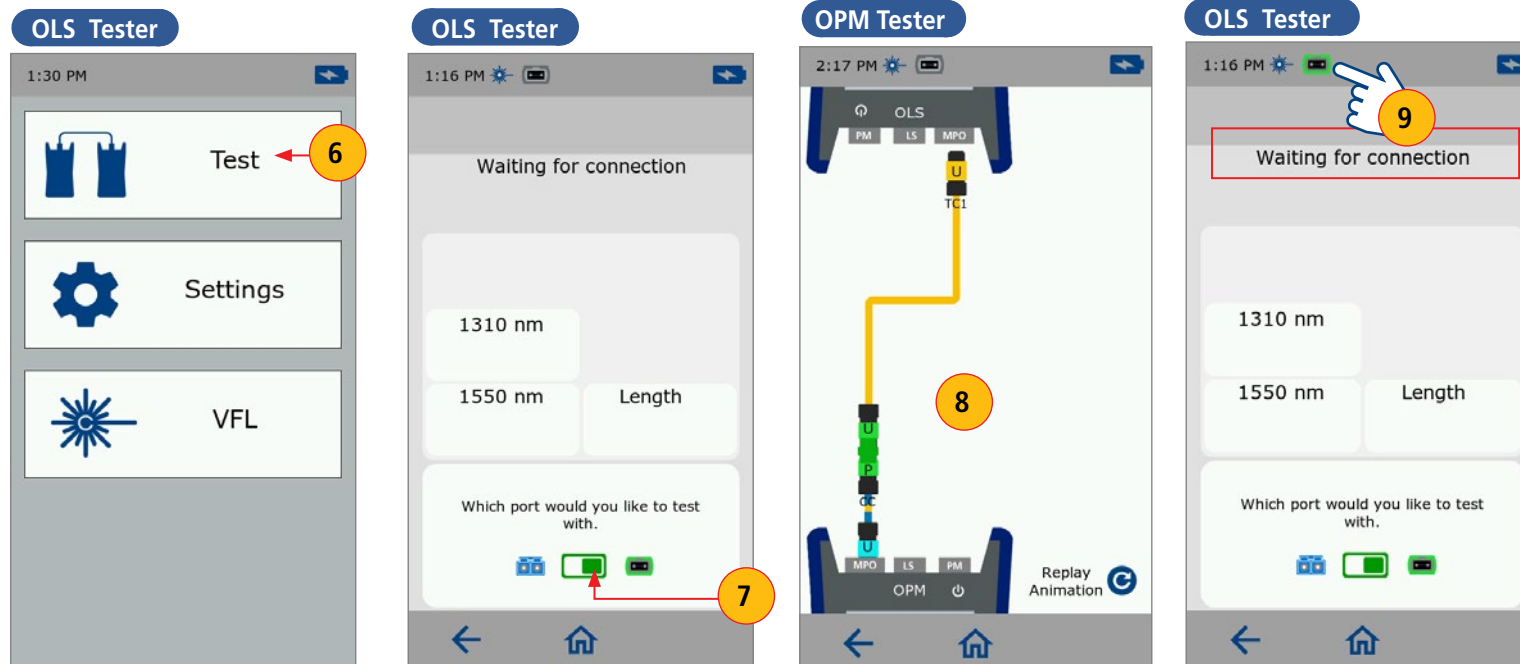 OLS Tester
1:30 PM
Test
6
Settings
VFL
OLS Tester
1:16 PM
Waiting for connection
1310 nm
1550 nm
Length
Which port would you like to test
with.
7
OPM Tester
2:17 PM
OLS
PM
LS
MPO
U
TC1
8
U
P
CC
U
MPO
LS
PM
OPM
Replay
Animation
OLS Tester
1:16 PM
9
Waiting for connection
1310 nm
1550 nm
Length
Which port would you like to test
with.